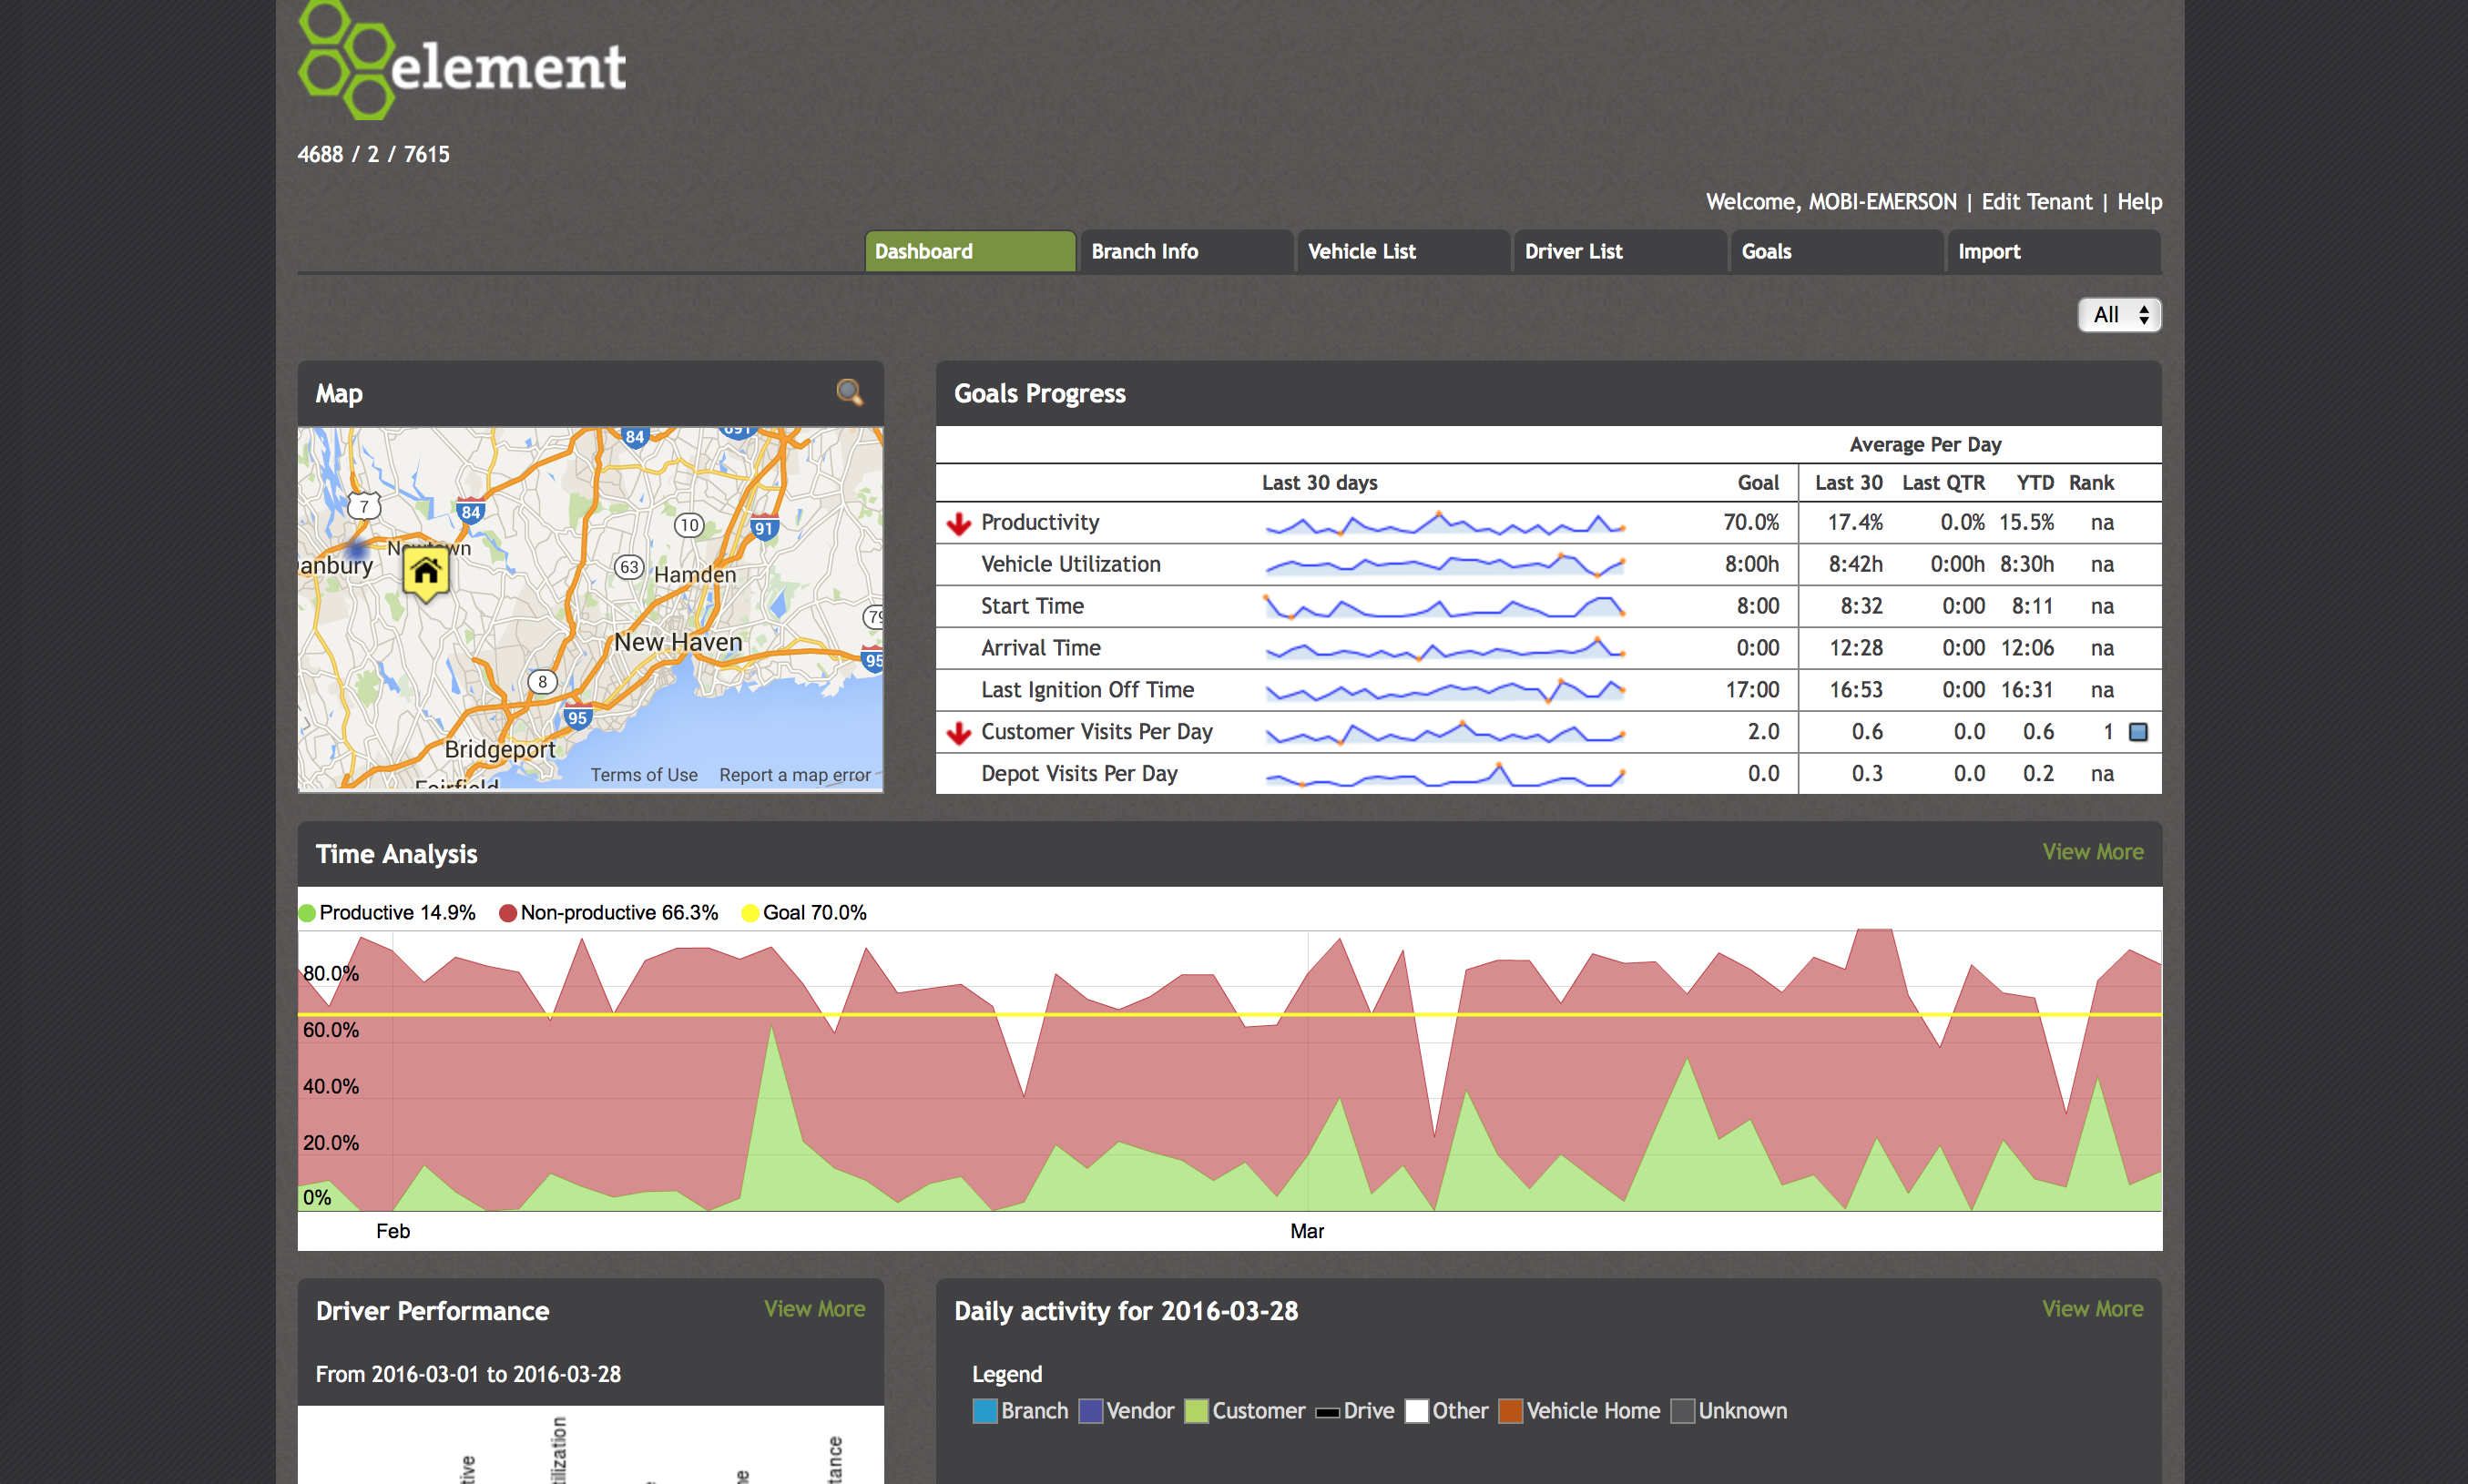 element
4688 / 2 / 7615
Welcome, MOBI-EMERSON | Edit Tenant | Help
Dashboard
Branch Info
Vehicle List
Driver List
Goals
Import
All
Map
84
691
7
84
10
91
Newtown
anbury
63
Hamden
79
New Haven
95
8
95
Bridgeport
Fairfield
Terms of Use
Report a map error
Goals Progress
Average Per Day
Last 30 days Goal Last 30 Last QTR YTD Rank
Productivity 70.0% 17.4% 0.0% 15.5% na
Vehicle Utilization 8:00h 8:42h 0:00h 8:30h na
Start Time 8:00 8:32 0:00 8:11 na
Arrival Time 0:00 12:28 0:00 12:06 na
Last Ignition Off Time 17:00 16:53 0:00 16:31 na
Customer Visits Per Day 2.0 0.6 0.0 0.6 1
Depot Visits Per Day 0.0 0.3 0.0 0.2 na
Time Analysis
View More
Productive 14.9% Non-productive 66.3% Goal 70.0%
80.0%
60.0%
40.0%
20.0%
0%
Feb
Mar
Driver Performance
View More
From 2016-03-01 to 2016-03-28
tive
tilization
e
ne
tance
Daily activity for 2016-03-28
View More
Legend
Branch Vendor Customer Drive Other Vehicle Home Unknown